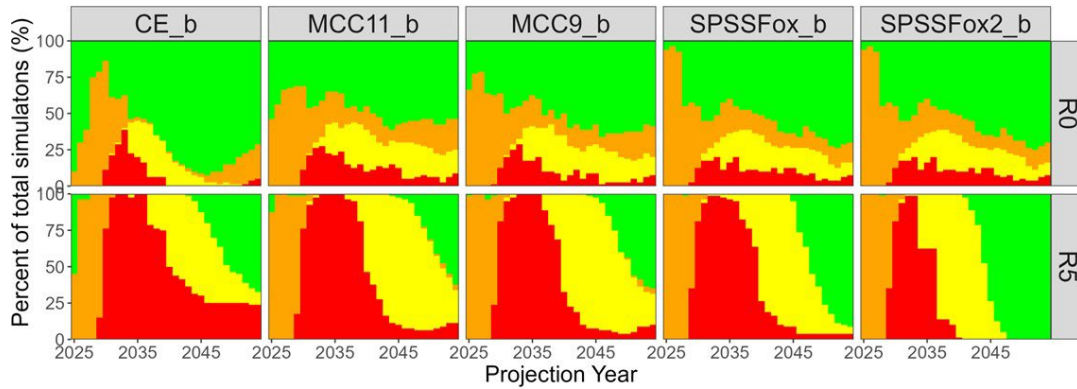 CE_b MCC11_b MCC9_b SPSSFox_b SPSSFox2_b
Percent of total simulatons (%)
100
75
50
25
0
R0
100
75
50
25
0
R5
2025 2035 2045 2025 2035 2045 2025 2035 2045 2025 2035 2045 2025 2035 2045
Projection Year